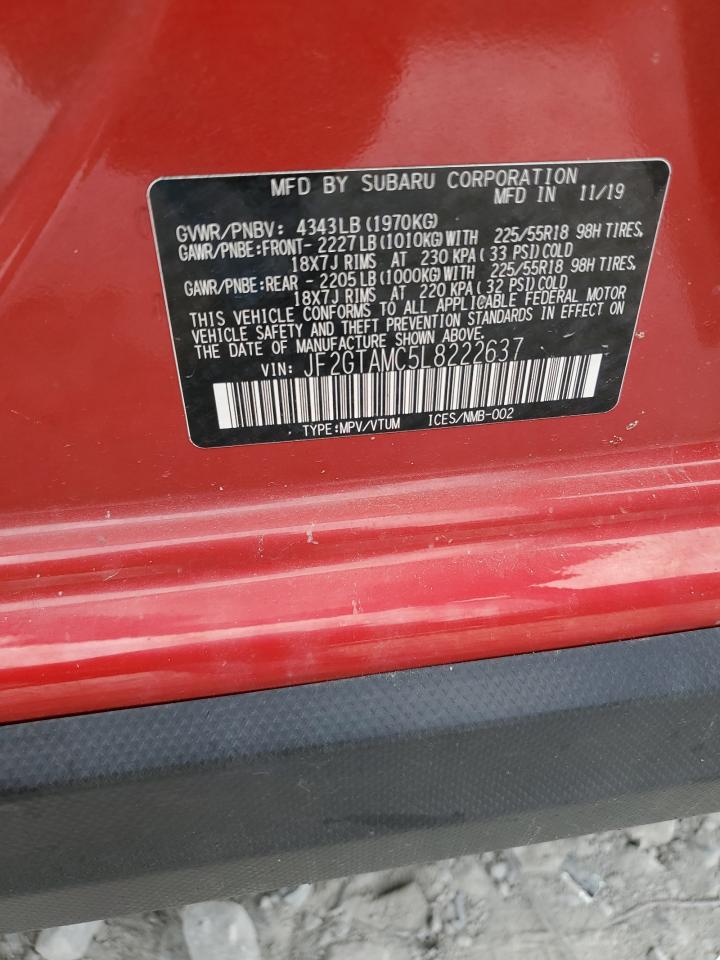 MFD BY SUBARU CORPORATION
MFD IN 11/19
GVWR/PNBV: 4343LB(1970KG)
GAWR/PNBE:FRONT-2227LB(1010KG)WITH 225/55R18 98H TIRES,
18X7J RIMS AT 230 KPA( 33 PSI)COLD
GAWR/PNBE:REAR -2205LB(1000KG)WITH 225/55R18 98H TIRES,
18X7J RIMS AT 220 KPA( 32 PSI)COLD
THIS VEHICLE CONFORMS TO ALL APPLICABLE FEDERAL MOTOR
VEHICLE SAFETY AND THEFT PREVENTION STANDARDS IN EFFECT ON
THE DATE OF MANUFACTURE SHOWN ABOVE.
VIN: JF2GTAMC5L8222637
TYPE:MPV/VTUM ICES/NMB-002